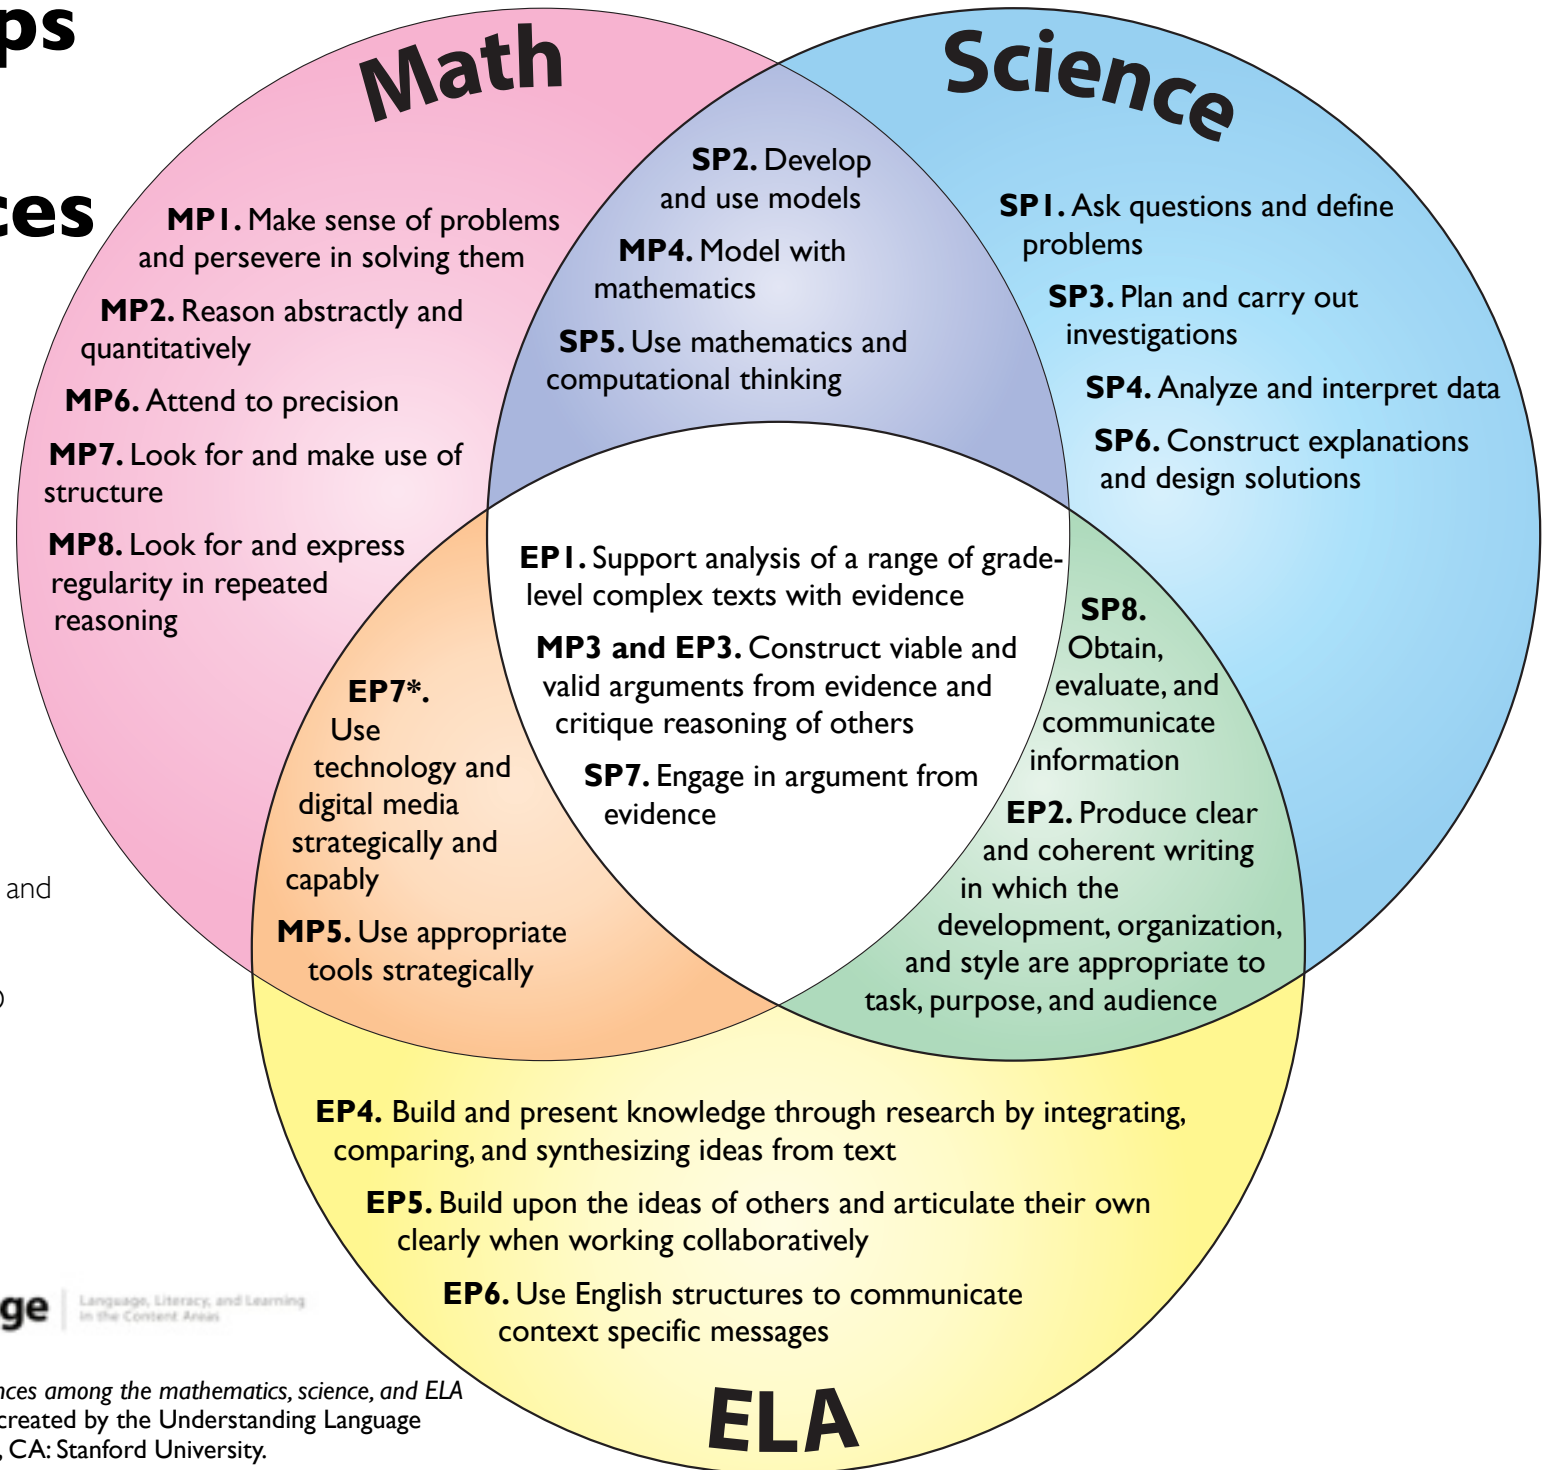 ps
ces
Math
MP1. Make sense of problems
and persevere in solving them
MP2. Reason abstractly and
quantitatively
MP6. Attend to precision
MP7. Look for and make use of
structure
MP8. Look for and express
regularity in repeated
reasoning
SP2. Develop
and use models
MP4. Model with
mathematics
SP5. Use mathematics and
computational thinking
Science
SP1. Ask questions and define
problems
SP3. Plan and carry out
investigations
SP4. Analyze and interpret data
SP6. Construct explanations
and design solutions
EP1. Support analysis of a range of grade-
level complex texts with evidence
MP3 and EP3. Construct viable and
valid arguments from evidence and
critique reasoning of others
SP7. Engage in argument from
evidence
EP7*.
Use
technology and
digital media
strategically and
capably
MP5. Use appropriate
tools strategically
SP8.
Obtain,
evaluate, and
communicate
information
EP2. Produce clear
and coherent writing
in which the
development, organization,
and style are appropriate to
task, purpose, and audience
EP4. Build and present knowledge through research by integrating,
comparing, and synthesizing ideas from text
EP5. Build upon the ideas of others and articulate their own
clearly when working collaboratively
EP6. Use English structures to communicate
context specific messages
ELA
and
ge
Language, Literacy, and Learning
in the Content Areas
nces among the mathematics, science, and ELA
created by the Understanding Language
, CA: Stanford University.